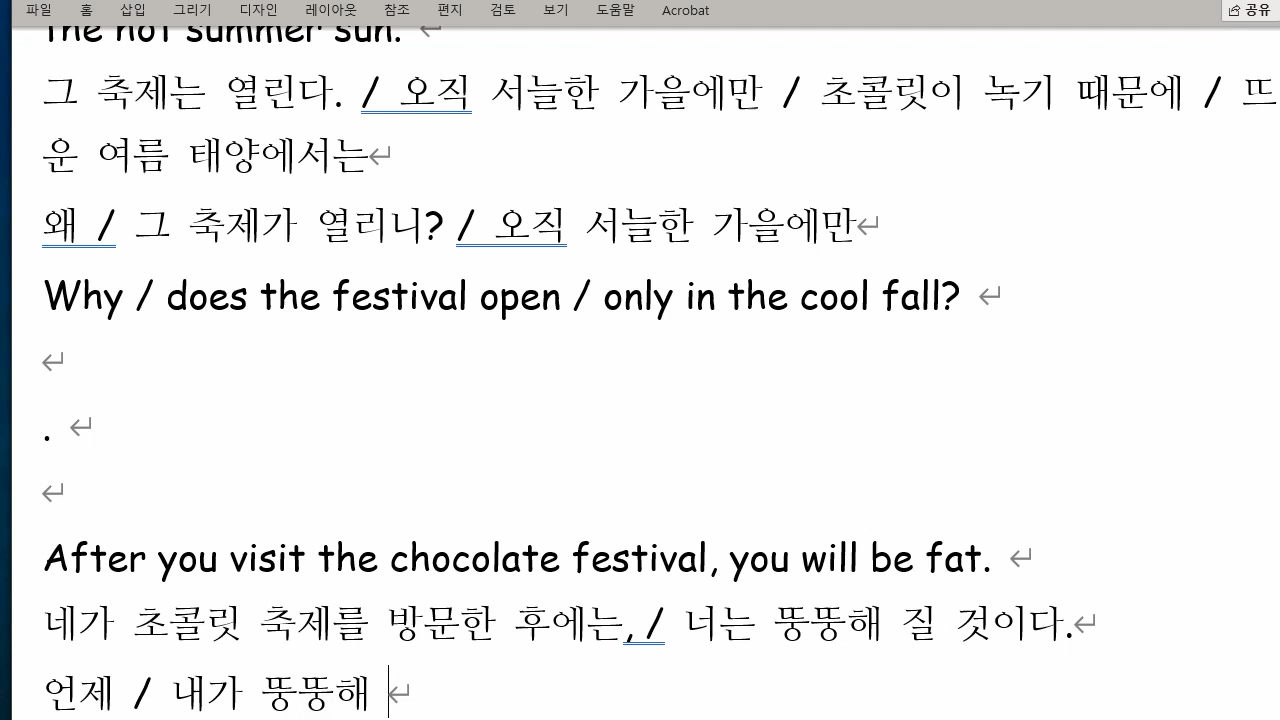 파일 홈 삽입 그리기 디자인 레이아웃 참조 편지 검토 보기 도움말 Acrobat 공유
the hot summer sun.
그 축제는 열린다. / 오직 서늘한 가을에만 / 초콜릿이 녹기 때문에 / 뜨
운 여름 태양에서는
왜 / 그 축제가 열리니? / 오직 서늘한 가을에만
Why / does the festival open / only in the cool fall?
.
After you visit the chocolate festival, you will be fat.
네가 초콜릿 축제를 방문한 후에는, / 너는 뚱뚱해 질 것이다.
언제 / 내가 뚱뚱해